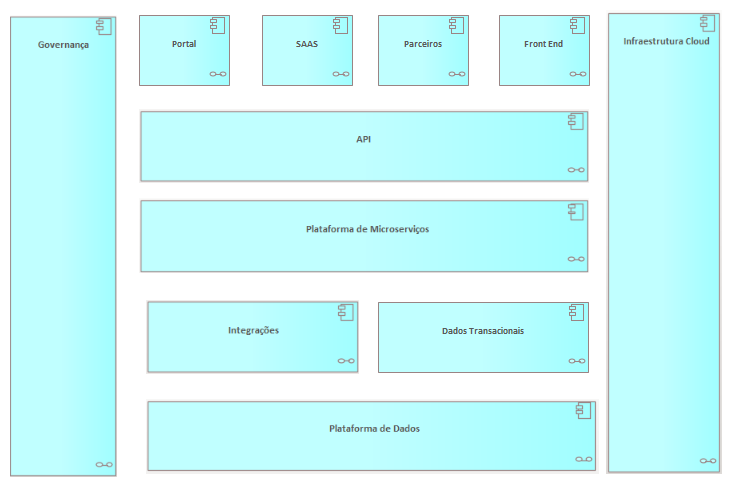 Governança
Portal
SAAS
Parceiros
Front End
Infraestrutura Cloud
API
Plataforma de Microserviços
Integrações
Dados Transacionais
Plataforma de Dados